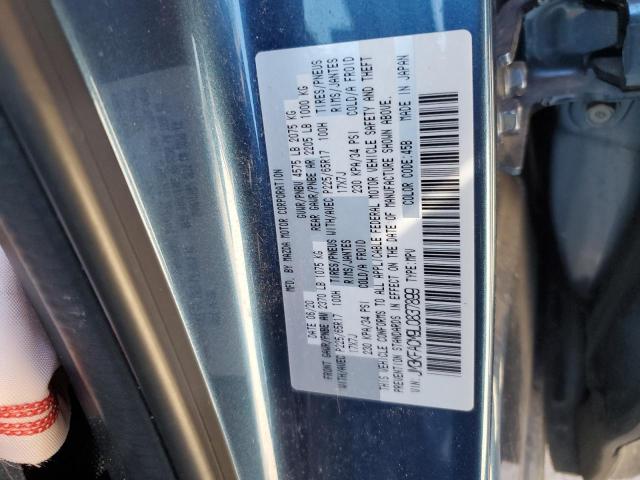 MFD. BY MAZDA MOTOR CORPORATION
DATE 06/20 GVWR/PNBV 4575 LB 2075 KG
FRONT GAWR/PNBE AV 2370 LB 1075 KG REAR GAWR/PNBE AR 2205 LB 1000 KG
WITH/AVEC P225/65R17 100H TIRES/PNEUS WITH/AVEC P225/65R17 100H TIRES/PNEUS
17X7J RIMS/JANTES 17X7J RIMS/JANTES
230 KPA/34 PSI COLD/A FROID 230 KPA/34 PSI COLD/A FROID
THIS VEHICLE CONFORMS TO ALL APPLICABLE FEDERAL MOTOR VEHICLE SAFETY AND THEFT
PREVENTION STANDARDS IN EFFECT ON THE DATE OF MANUFACTURE SHOWN ABOVE.
VIN: TYPE:MPV COLOR CODE:45B MADE IN JAPAN